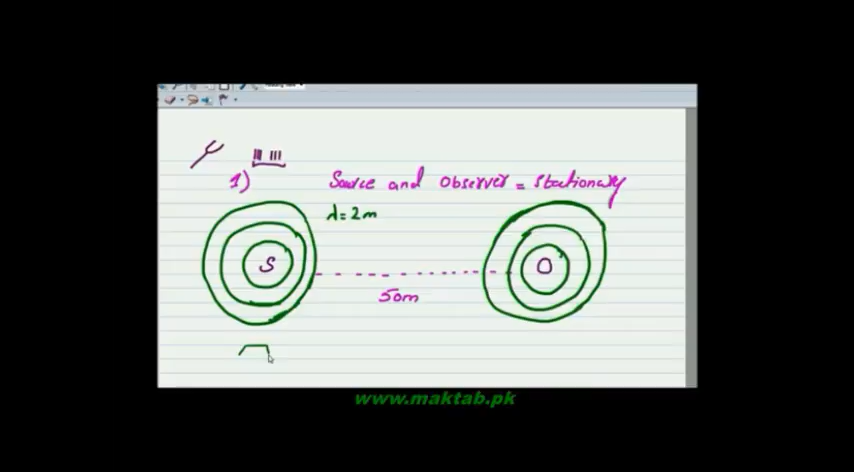 1) Source and Observer = Stationary
λ = 2m
S
O
50m
www.maktab.pk